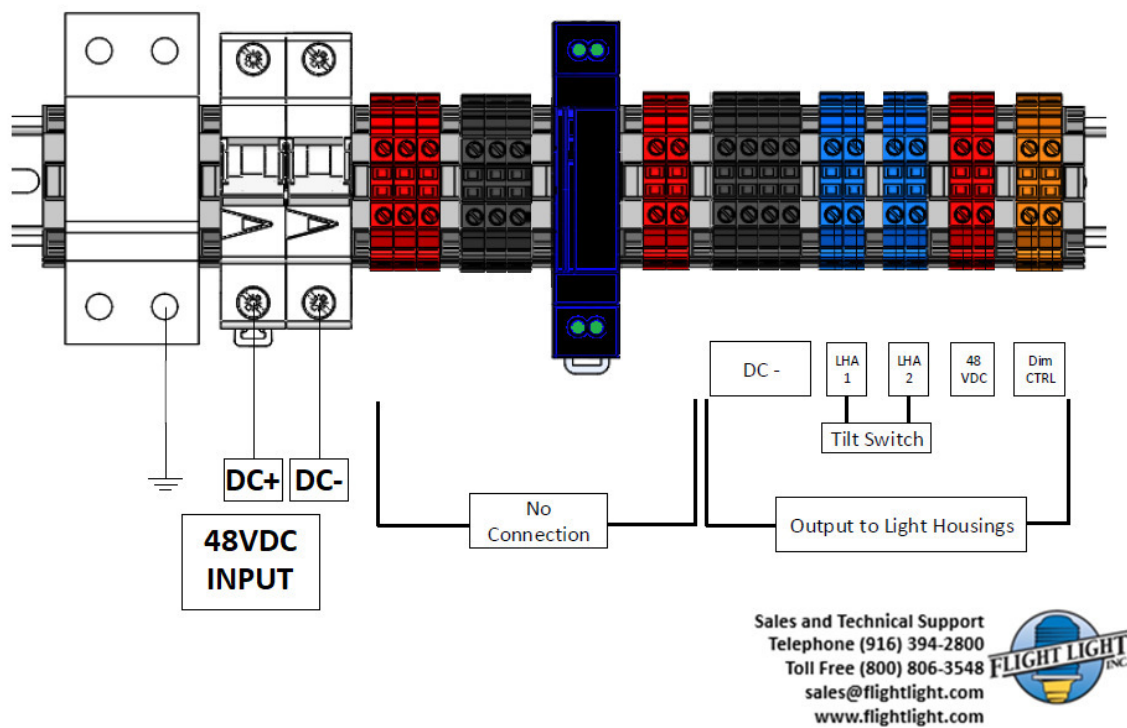 DC -
LHA
1
LHA
2
48
VDC
Dim
CTRL
Tilt Switch
DC+
DC-
48VDC
INPUT
No
Connection
Output to Light Housings
Sales and Technical Support
Telephone (916) 394-2800
Toll Free (800) 806-3548
sales@flightlight.com
www.flightlight.com
FLIGHT LIGHT
INC.